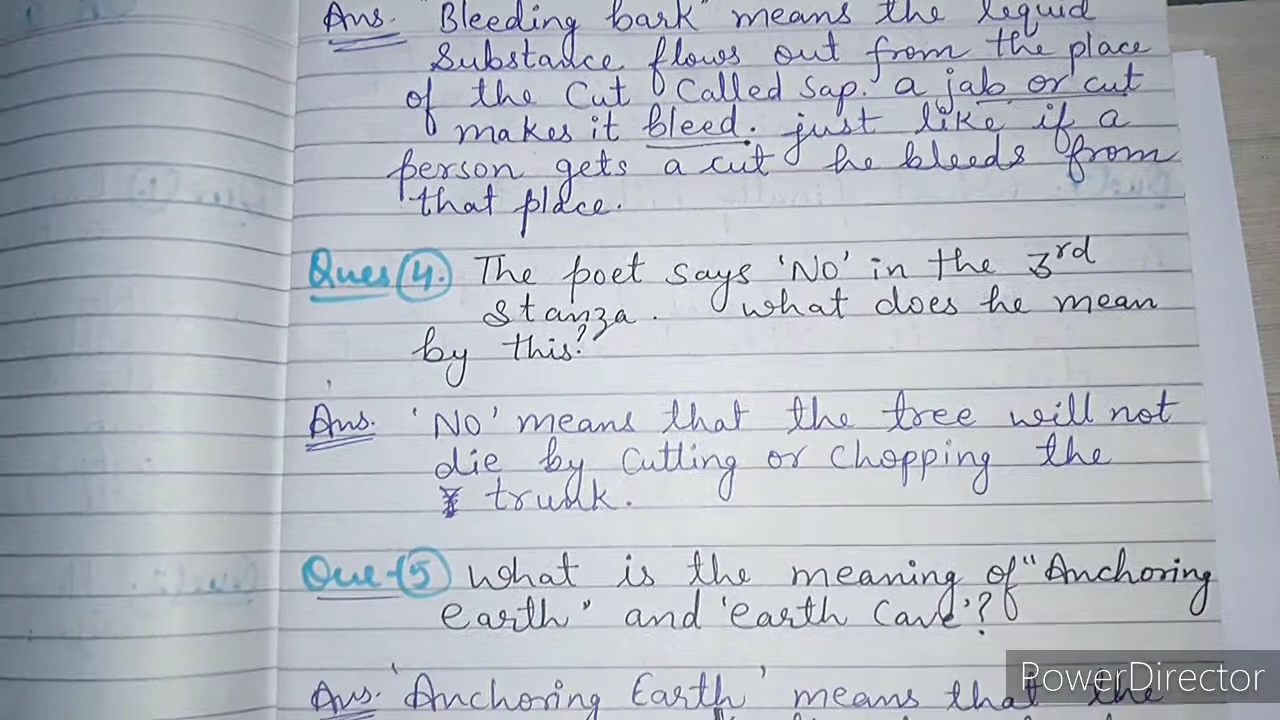 Ans. "Bleeding bark" means the liquid
Substance flows out from the place
of the Cut Called Sap. a jab or cut
makes it bleed. just like if a
person gets a cut he bleeds from
that place.
Ques (4.) The poet says 'NO' in the 3rd
stanza. what does he mean
by this?
Ans. 'NO' means that the tree will not
die by Cutting or Chopping the
trunk.
Que-(5) what is the meaning of "Anchoring
earth" and 'earth Cave'?
Ans. 'Anchoring Earth' means that the
PowerDirector